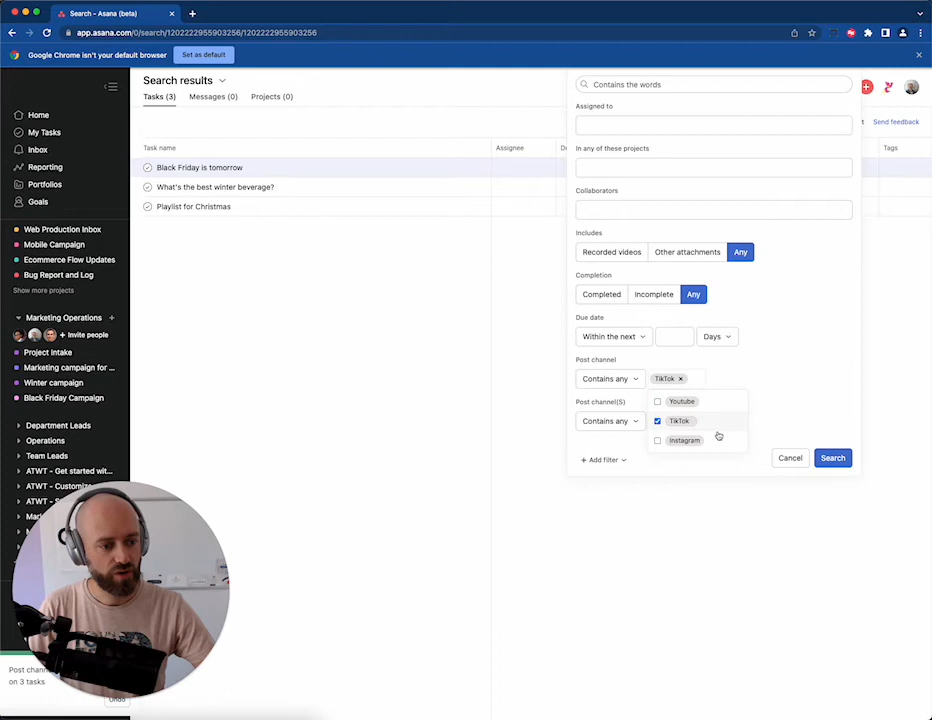 Search - Asana (beta)
app.asana.com/0/search/1202222955903256/1202222955903256
Google Chrome isn't your default browser
Set as default
Home
My Tasks
Inbox
Reporting
Portfolios
Goals
Web Production Inbox
Mobile Campaign
Ecommerce Flow Updates
Bug Report and Log
Show more projects
Marketing Operations
Invite people
Project Intake
Marketing campaign for ...
Winter campaign
Black Friday Campaign
Department Leads
Operations
Team Leads
ATWT - Get started wit...
ATWT - Customize
ATWT -
Post chann
on 3 tasks
Undo
Search results
Tasks (3) Messages (0) Projects (0)
Send feedback
Task name Assignee Tags
Black Friday is tomorrow
What's the best winter beverage?
Playlist for Christmas
Contains the words
Assigned to
In any of these projects
Collaborators
Includes
Recorded videos Other attachments Any
Completion
Completed Incomplete Any
Due date
Within the next Days
Post channel
Contains any TikTok
Post channel(S)
Contains any
Youtube
TikTok
Instagram
+ Add filter
Cancel Search